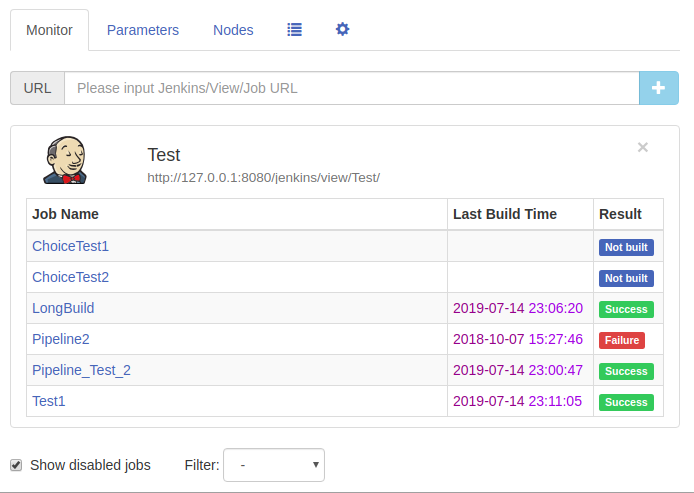 Monitor Parameters Nodes
URL Please input Jenkins/View/Job URL
Test
http://127.0.0.1:8080/jenkins/view/Test/
Job Name Last Build Time Result
ChoiceTest1 Not built
ChoiceTest2 Not built
LongBuild 2019-07-14 23:06:20 Success
Pipeline2 2018-10-07 15:27:46 Failure
Pipeline_Test_2 2019-07-14 23:00:47 Success
Test1 2019-07-14 23:11:05 Success
Show disabled jobs Filter: -